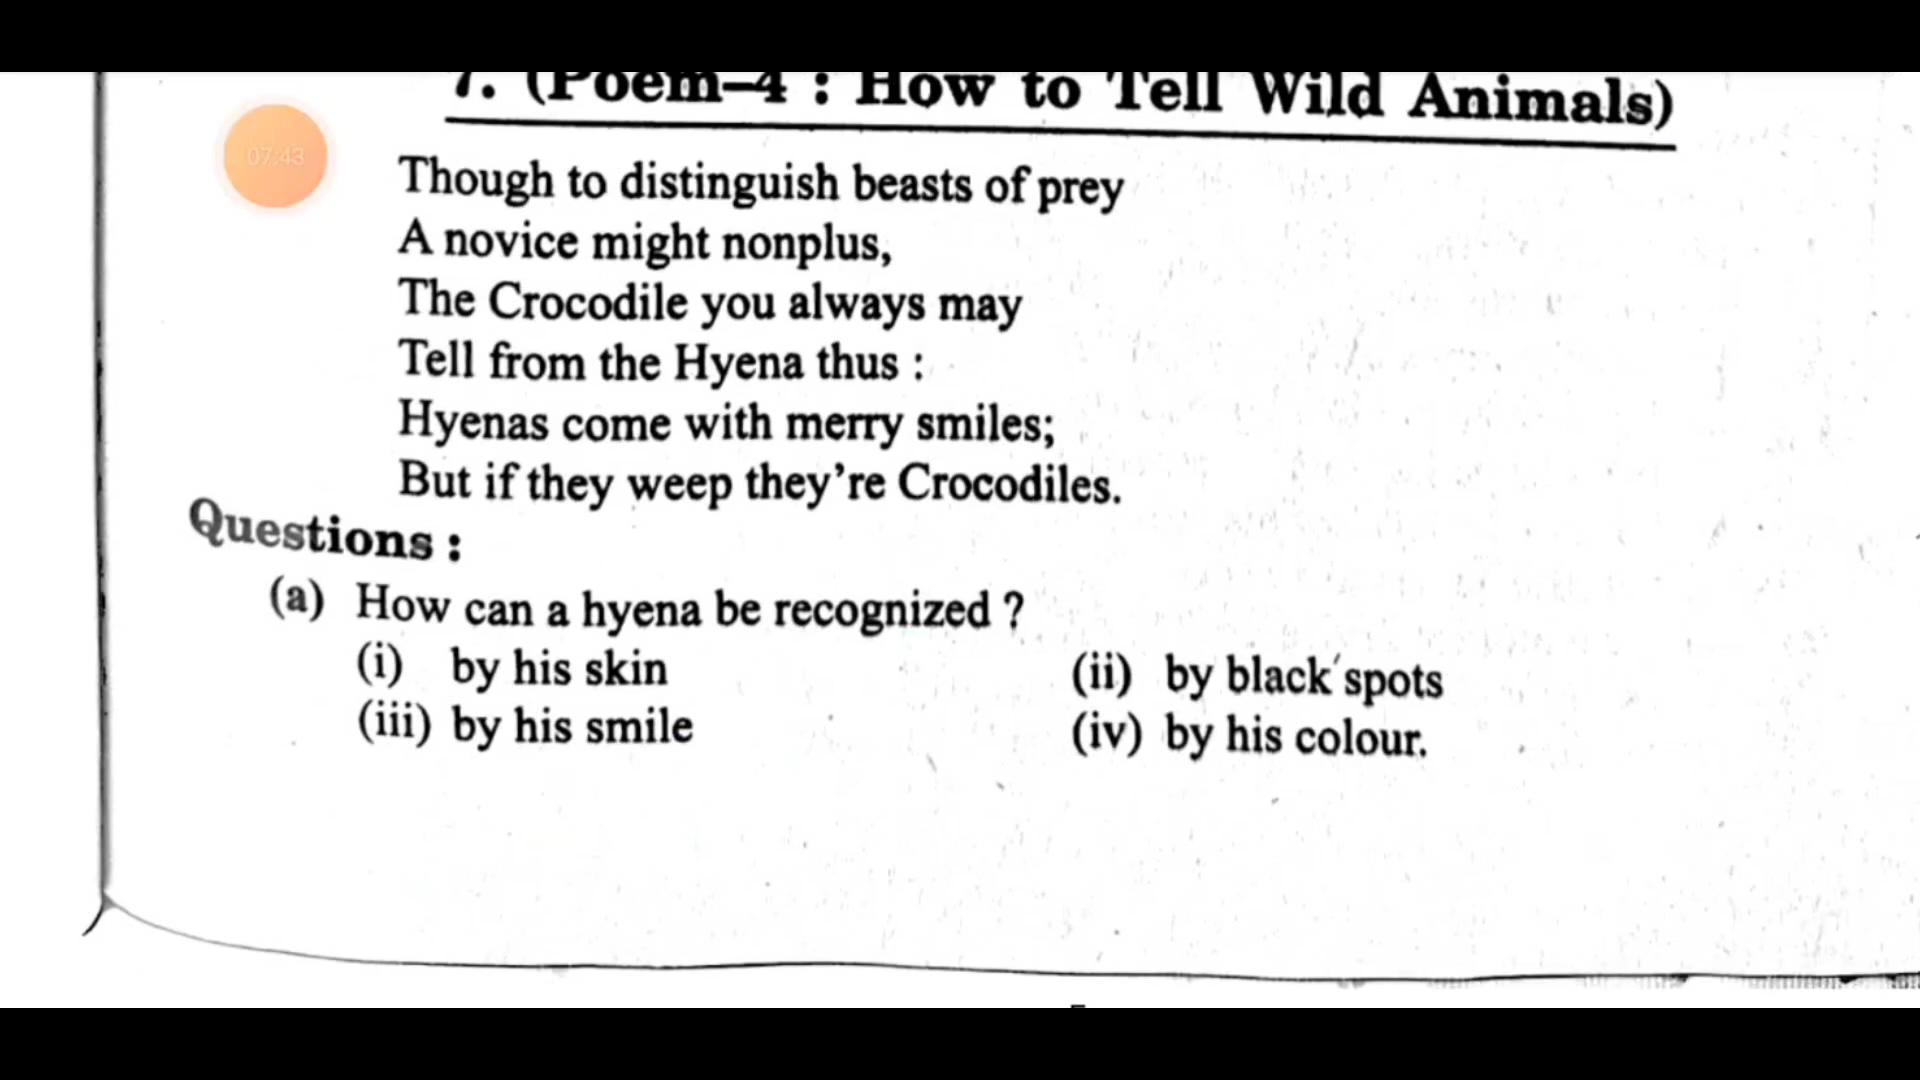 7. (Poem–4 : How to Tell Wild Animals)
07:43
Though to distinguish beasts of prey
A novice might nonplus,
The Crocodile you always may
Tell from the Hyena thus :
Hyenas come with merry smiles;
But if they weep they're Crocodiles.
Questions :
(a) How can a hyena be recognized ?
(i) by his skin (ii) by black spots
(iii) by his smile (iv) by his colour.